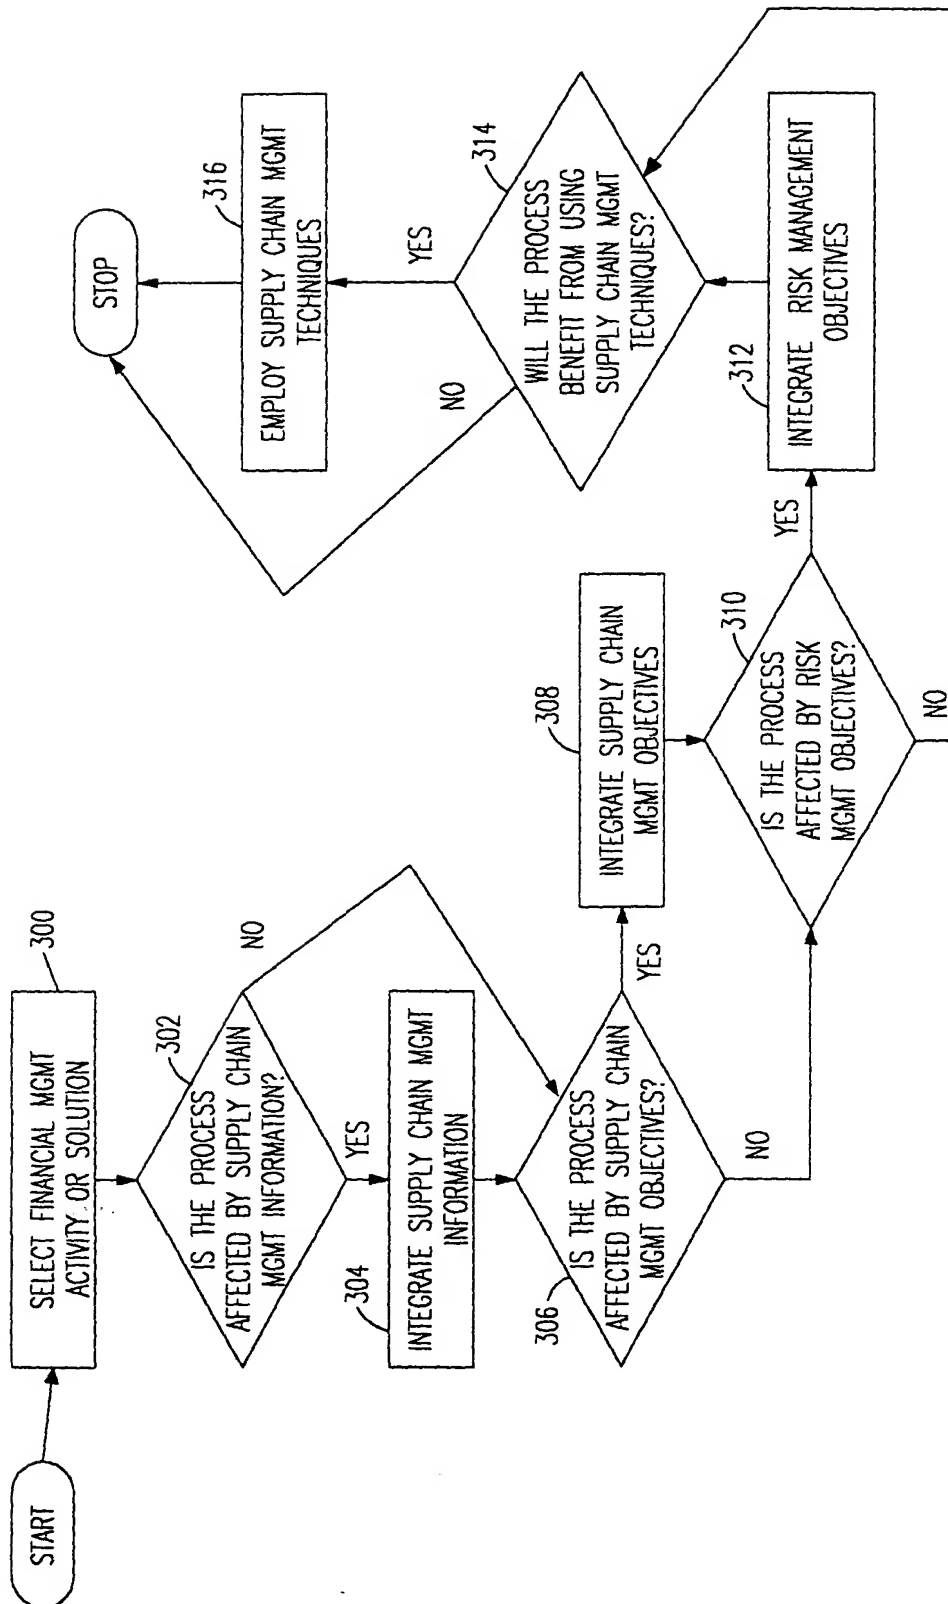 START
SELECT FINANCIAL MGMT
ACTIVITY OR SOLUTION
300
IS THE PROCESS
AFFECTED BY SUPPLY CHAIN
MGMT INFORMATION?
302
NO
YES
304
INTEGRATE SUPPLY CHAIN MGMT
INFORMATION
306
IS THE PROCESS
AFFECTED BY SUPPLY CHAIN
MGMT OBJECTIVES?
YES
NO
308
INTEGRATE SUPPLY CHAIN
MGMT OBJECTIVES
310
IS THE PROCESS
AFFECTED BY RISK
MGMT OBJECTIVES?
YES
NO
312
INTEGRATE RISK MANAGEMENT
OBJECTIVES
314
WILL THE PROCESS
BENEFIT FROM USING
SUPPLY CHAIN MGMT
TECHNIQUES?
YES
NO
316
EMPLOY SUPPLY CHAIN MGMT
TECHNIQUES
STOP